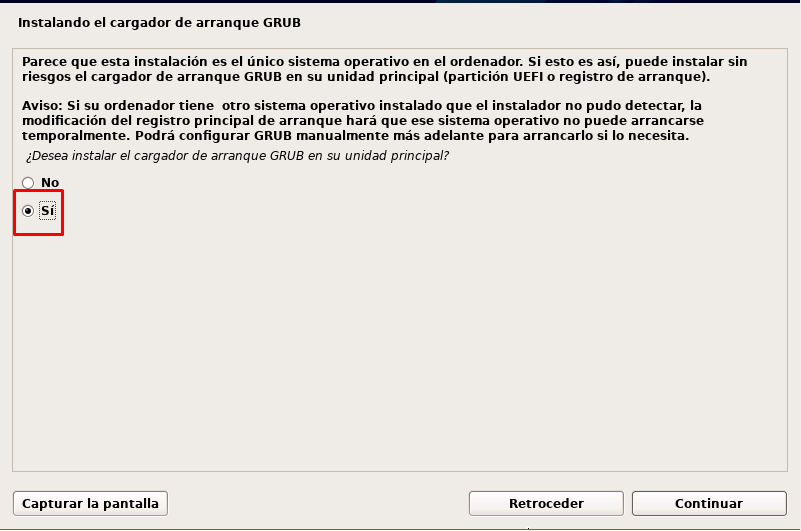 Instalando el cargador de arranque GRUB
Parece que esta instalación es el único sistema operativo en el ordenador. Si esto es así, puede instalar sin
riesgos el cargador de arranque GRUB en su unidad principal (partición UEFI o registro de arranque).
Aviso: Si su ordenador tiene  otro sistema operativo instalado que el instalador no pudo detectar, la
modificación del registro principal de arranque hará que ese sistema operativo no puede arrancarse
temporalmente. Podrá configurar GRUB manualmente más adelante para arrancarlo si lo necesita.
¿Desea instalar el cargador de arranque GRUB en su unidad principal?
No
Sí
Capturar la pantalla
Retroceder
Continuar